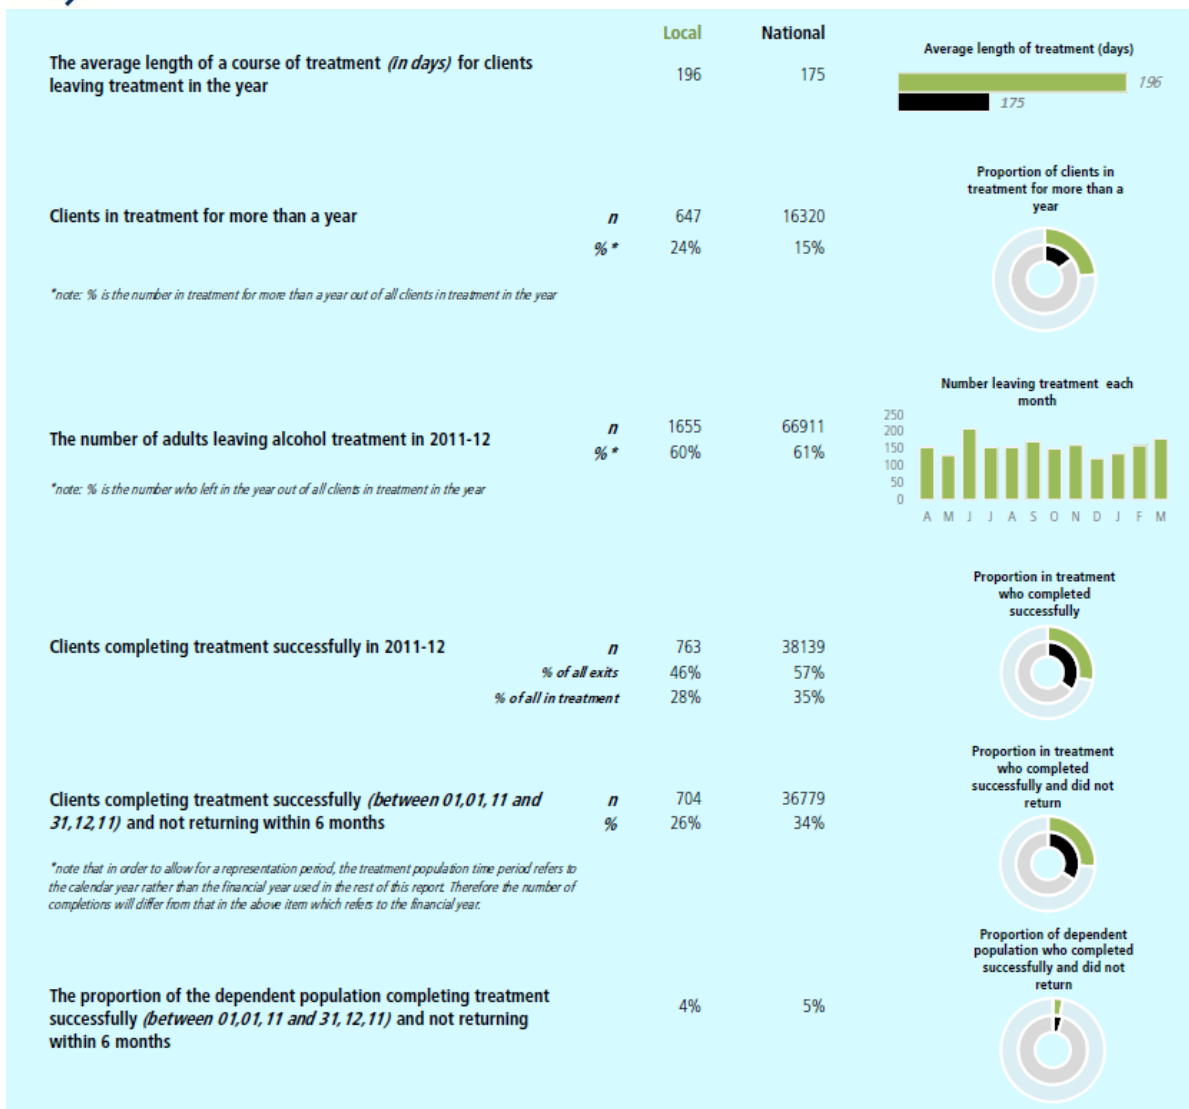 Local National
The average length of a course of treatment (in days) for clients
leaving treatment in the year
196 175
Average length of treatment (days)
196
175
Clients in treatment for more than a year n 647 16320
% * 24% 15%
*note: % is the number in treatment for more than a year out of all clients in treatment in the year
Proportion of clients in
treatment for more than a
year
The number of adults leaving alcohol treatment in 2011-12 n 1655 66911
% * 60% 61%
*note: % is the number who left in the year out of all clients in treatment in the year
Number leaving treatment each
month
250
200
150
100
50
0
A M J J A S O N D J F M
Clients completing treatment successfully in 2011-12 n 763 38139
% of all exits 46% 57%
% of all in treatment 28% 35%
Proportion in treatment
who completed
successfully
Clients completing treatment successfully (between 01,01,11 and n 704 36779
31,12,11) and not returning within 6 months % 26% 34%
*note that in order to allow for a representation period, the treatment population time period refers to
the calendar year rather than the financial year used in the rest of this report. Therefore the number of
completions will differ from that in the above item which refers to the financial year.
Proportion in treatment
who completed
successfully and did not
return
The proportion of the dependent population completing treatment
successfully (between 01,01,11 and 31,12,11) and not returning
within 6 months
4% 5%
Proportion of dependent
population who completed
successfully and did not
return